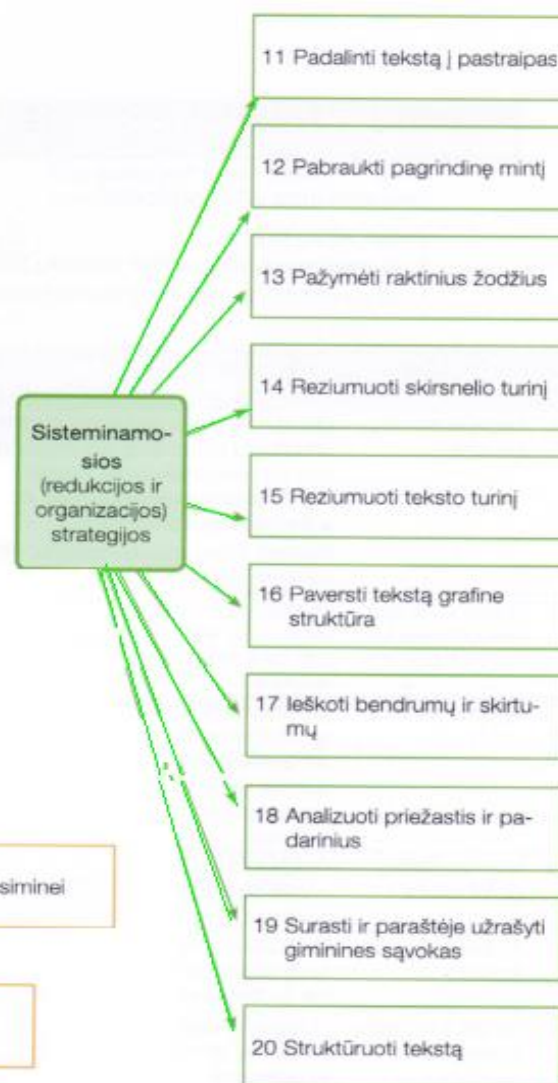 11 Padalinti tekstą į pastraipas
12 Pabraukti pagrindinę mintį
13 Pažymėti raktinius žodžius
14 Reziumuoti skirsnelio turinį
Sisteminamo-
sios
(redukcijos ir
organizacijos)
strategijos
15 Reziumuoti teksto turinį
16 Paversti tekstą grafine
struktūra
17 Ieškoti bendrumų ir skirtu-
mų
18 Analizuoti priežastis ir pa-
darinius
siminei
19 Surasti ir paraštėje užrašyti
giminines sąvokas
20 Struktūruoti tekstą